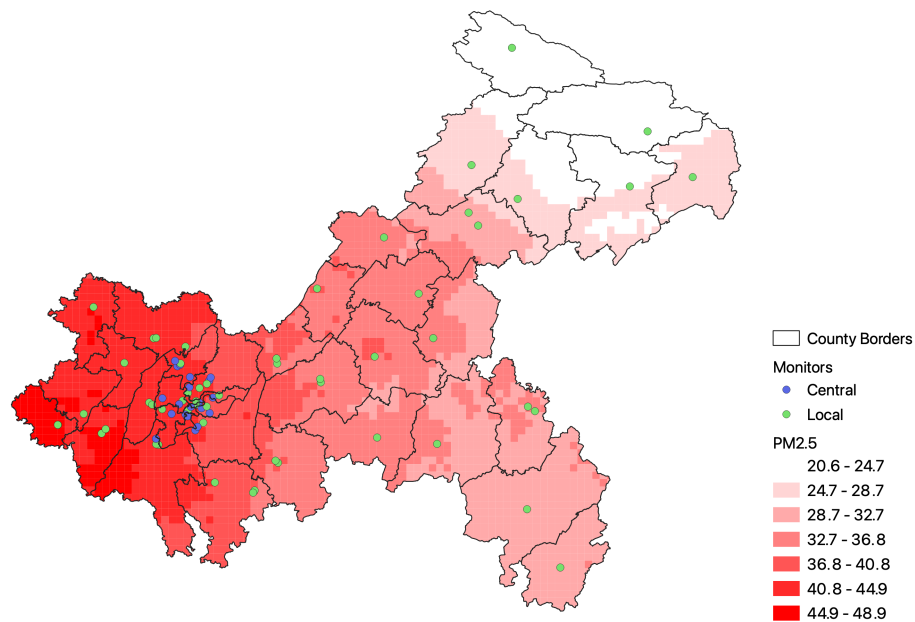 County Borders
Monitors
Central
Local
PM2.5
20.6 - 24.7
24.7 - 28.7
28.7 - 32.7
32.7 - 36.8
36.8 - 40.8
40.8 - 44.9
44.9 - 48.9